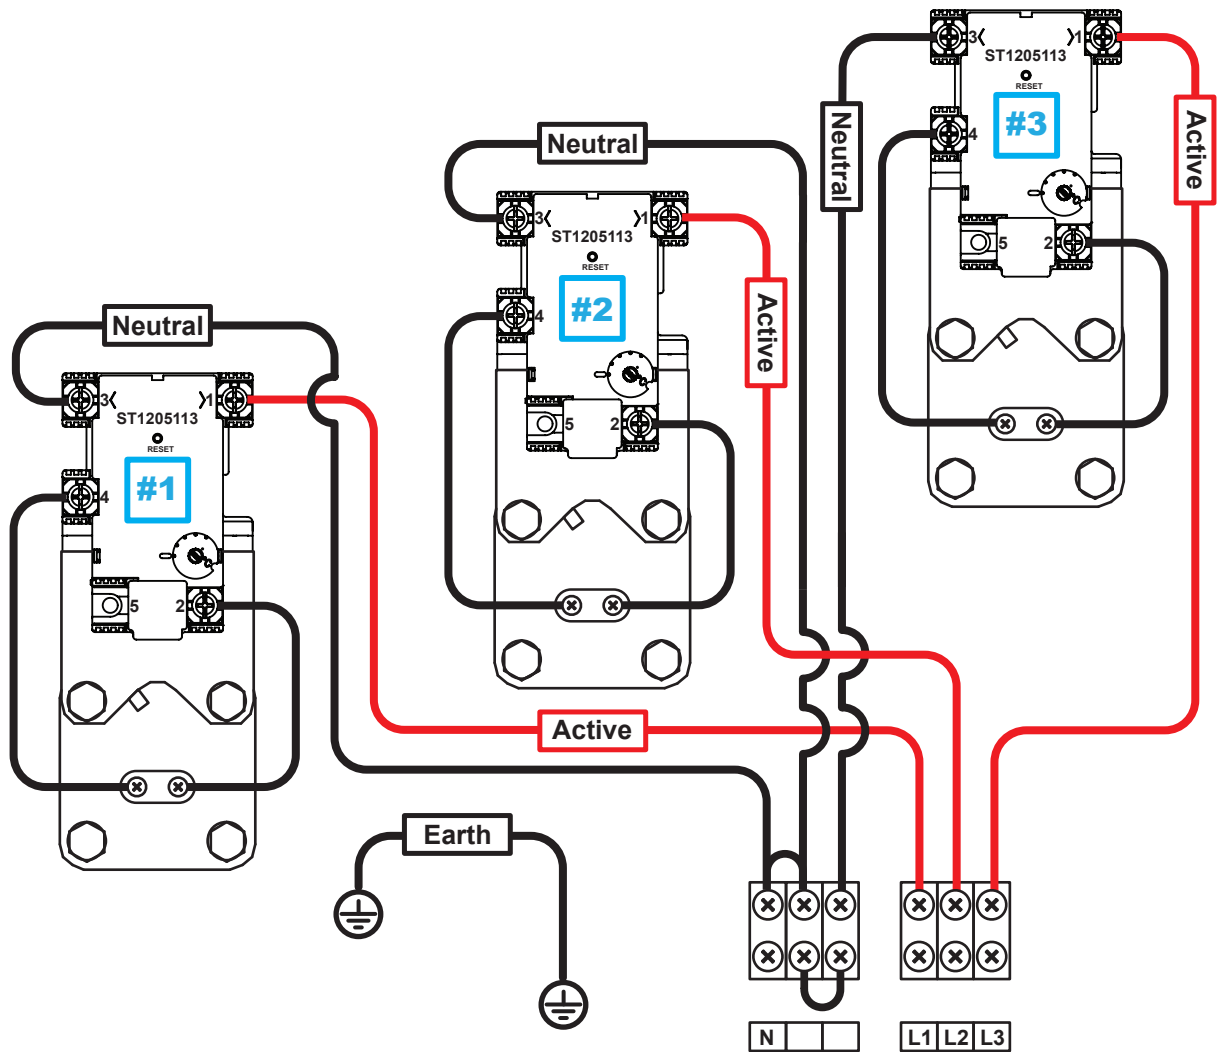 3 1
ST1205113
RESET
#3
4
5 2
Neutral
Active
Neutral
3 1
ST1205113
RESET
#2
4
5 2
Active
Neutral
3 1
ST1205113
RESET
#1
4
5 2
Active
Earth
N
L1 L2 L3